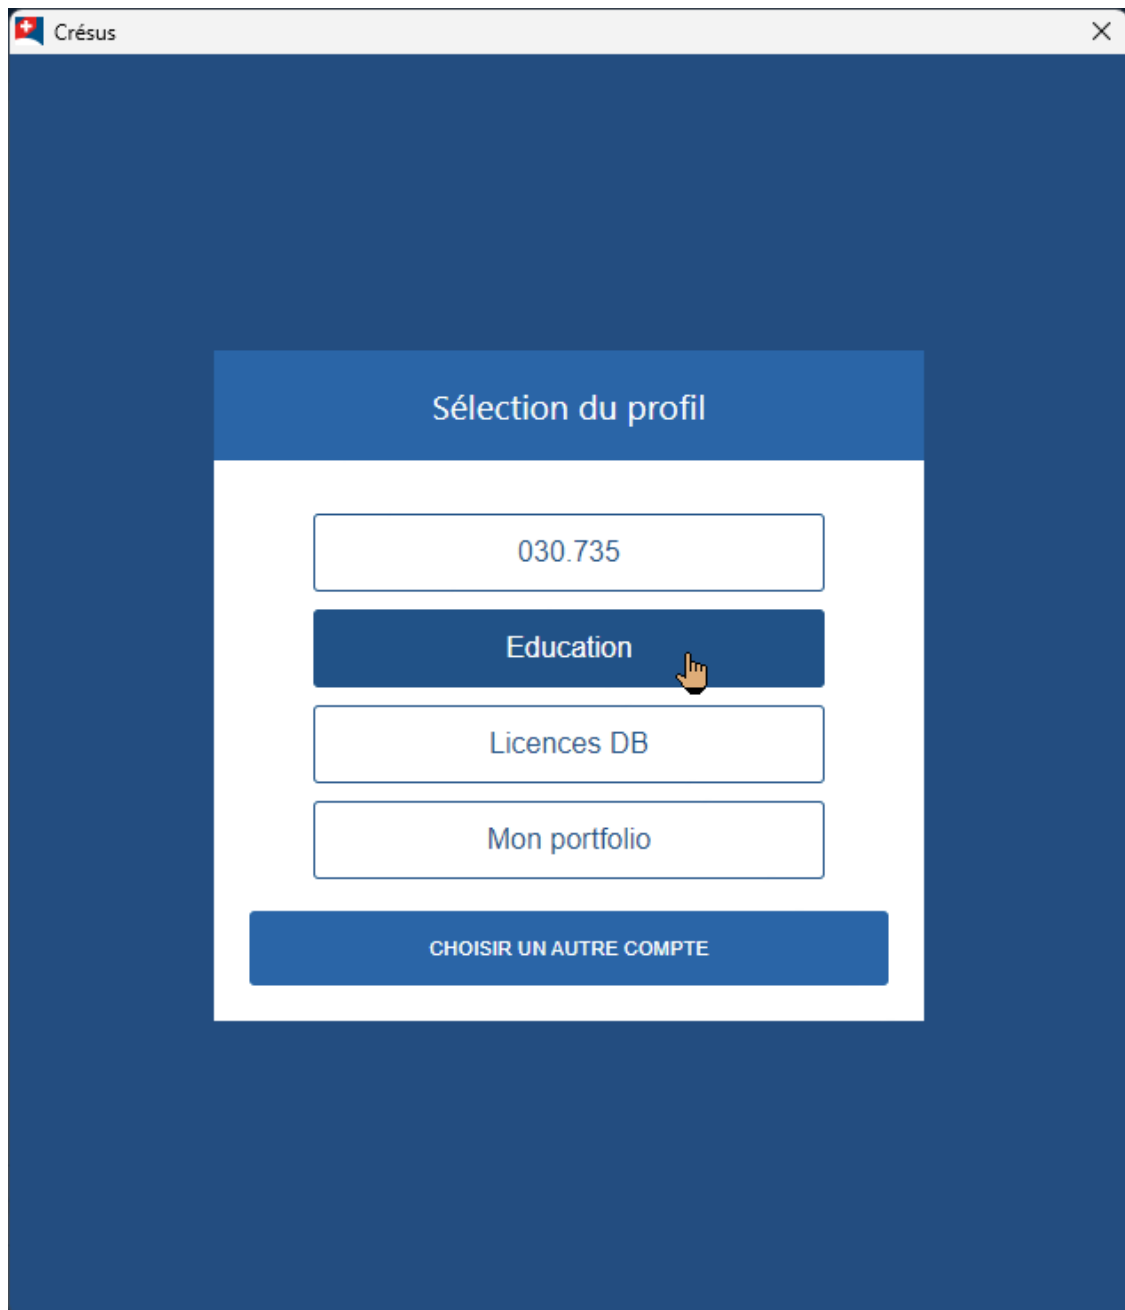 Crésus
Sélection du profil
030.735
Education
Licences DB
Mon portfolio
CHOISIR UN AUTRE COMPTE